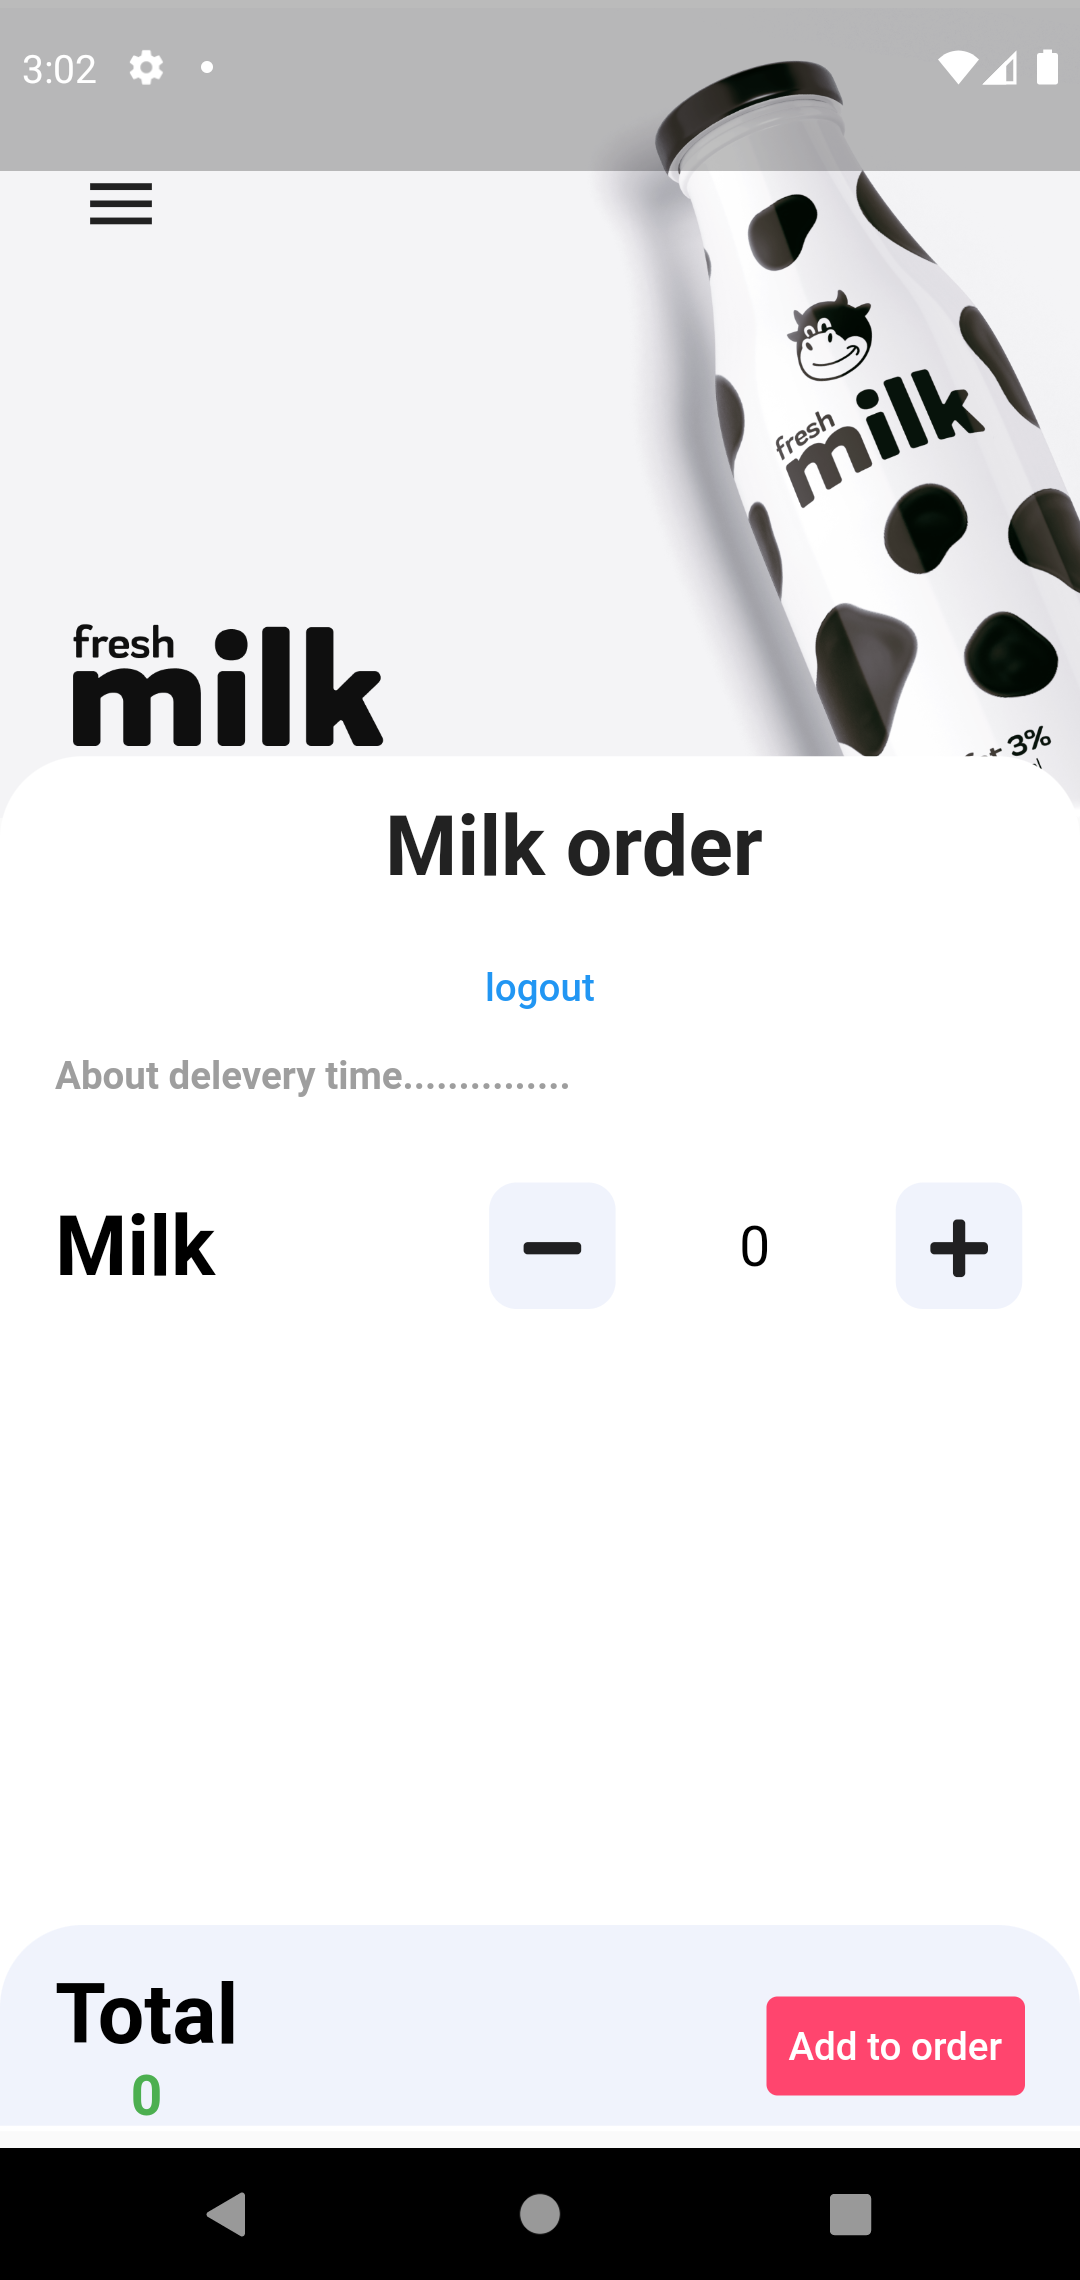 3:02
fresh
milk
fresh
milk
3%
Milk order
logout
About delevery time...............
Milk
0
Total
Add to order
0